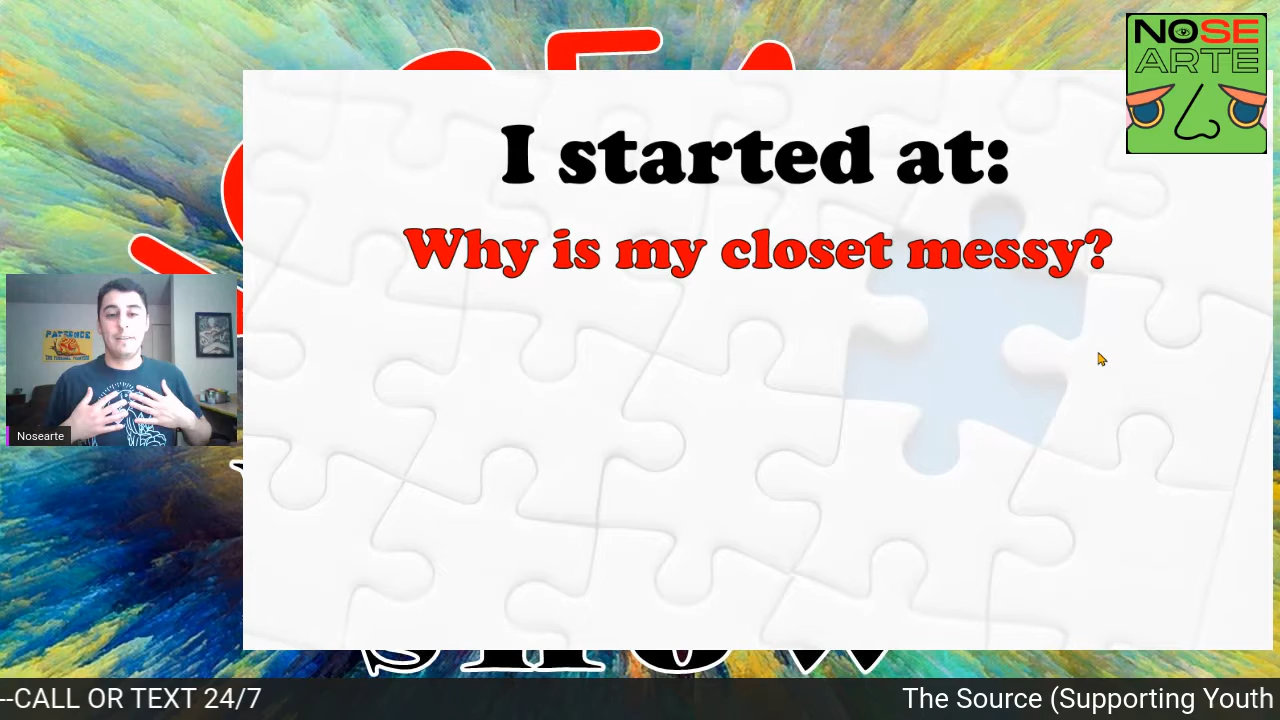 NOSE
ARTE
I started at:
Why is my closet messy?
PATIENCE
Nosearte
SHOW
--CALL OR TEXT 24/7
The Source (Supporting Youth